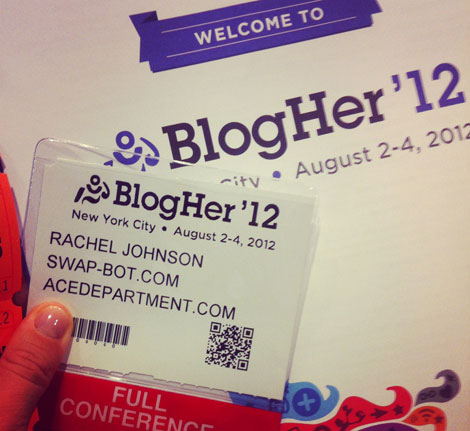 WELCOME TO
BlogHer '12
City • August 2-4, 2012
BlogHer '12
New York City • August 2-4, 2012
RACHEL JOHNSON
SWAP-BOT.COM
ACEDEPARTMENT.COM
FULL
CONFERENCE